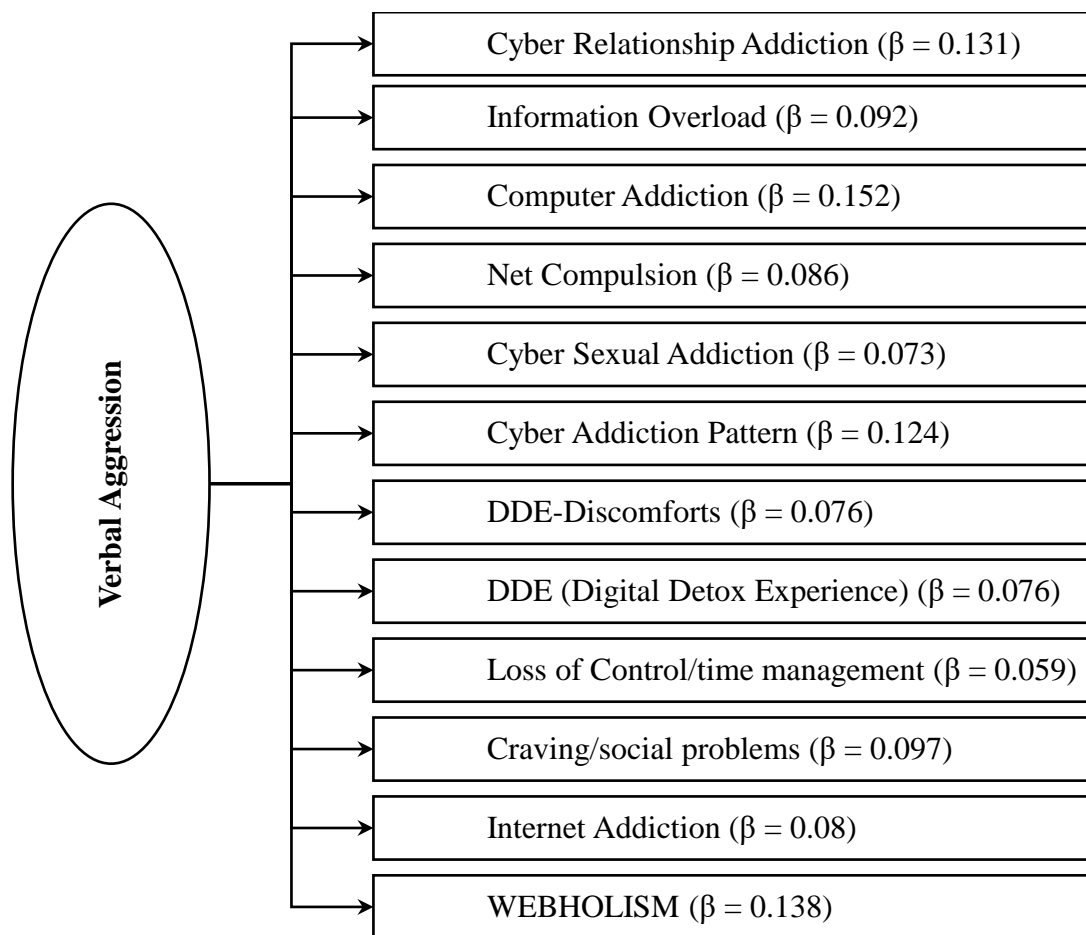 Cyber Relationship Addiction (β = 0.131)
Information Overload (β = 0.092)
Computer Addiction (β = 0.152)
Net Compulsion (β = 0.086)
Cyber Sexual Addiction (β = 0.073)
Cyber Addiction Pattern (β = 0.124)
DDE-Discomforts (β = 0.076)
DDE (Digital Detox Experience) (β = 0.076)
Loss of Control/time management (β = 0.059)
Craving/social problems (β = 0.097)
Internet Addiction (β = 0.08)
WEBHOLISM (β = 0.138)
Verbal Aggression